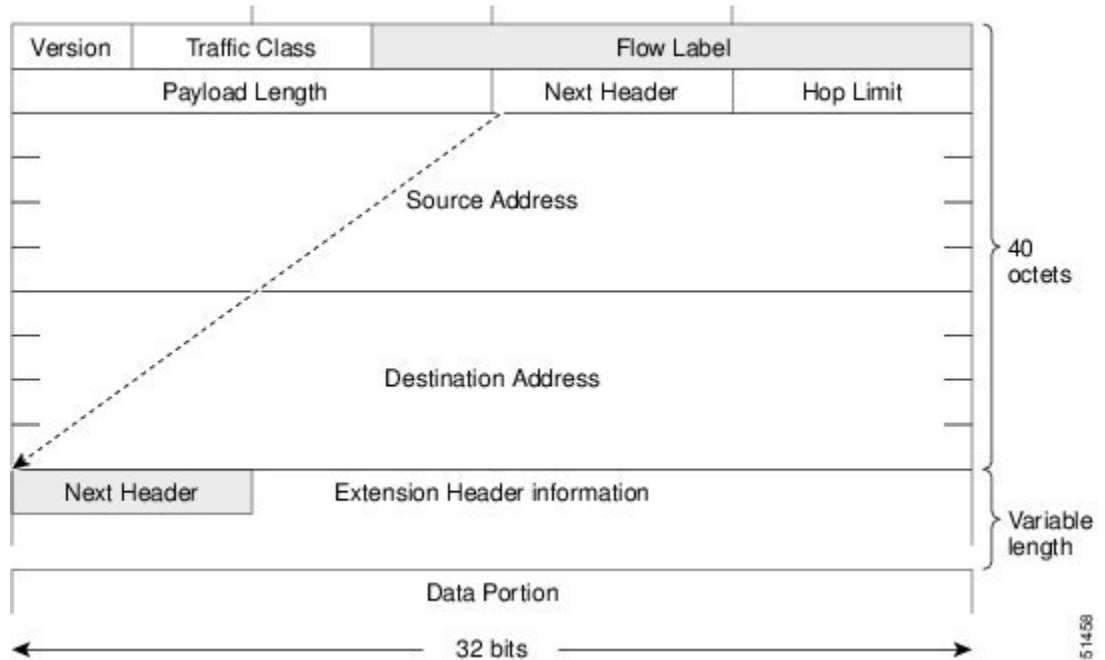 Version Traffic Class Flow Label
Payload Length Next Header Hop Limit
Source Address
40
octets
Destination Address
Next Header Extension Header information
Variable
length
Data Portion
32 bits
51458